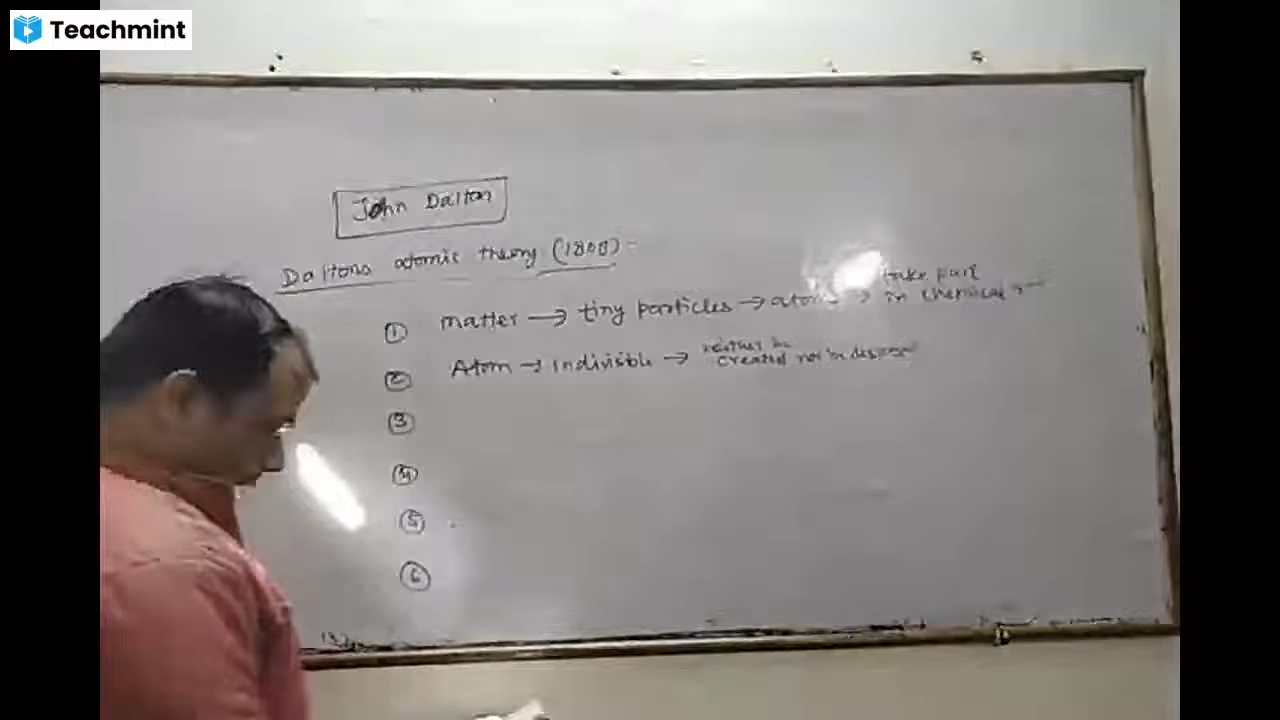 Teachmint
John Dalton
Daltons atomic theory (1808) -
① matter → tiny particles → atoms → take part in chemical
② Atom → indivisible → neither be created nor be
③
④
⑤
⑥